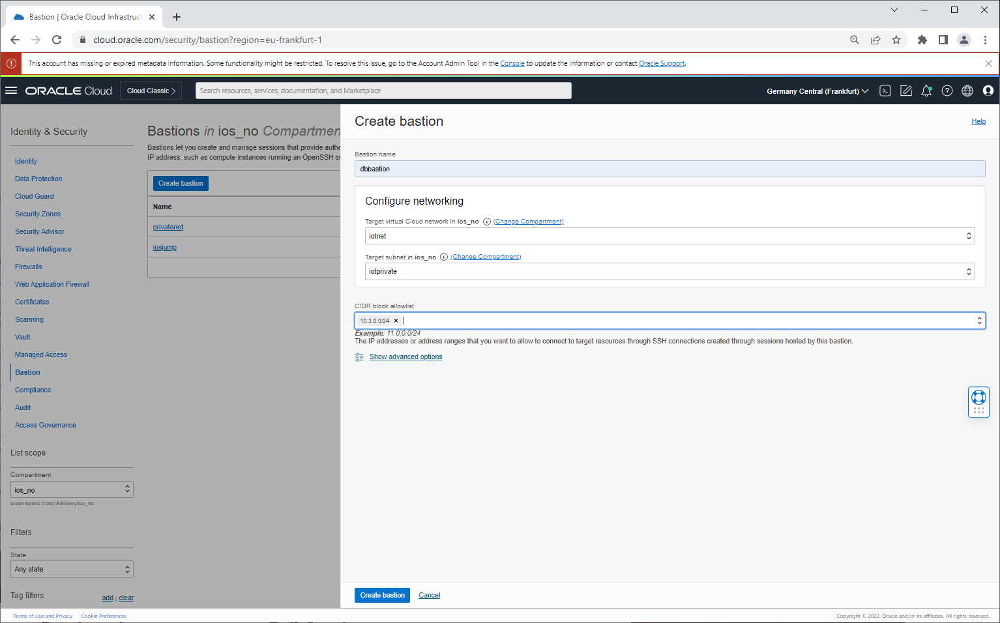 Bastion | Oracle Cloud Infrastruct
cloud.oracle.com/security/bastion?region=eu-frankfurt-1
This account has missing or expired metadata information. Some functionality might be restricted. To resolve this issue, go to the Account Admin Tool in the Console to update the information or contact Oracle Support.
ORACLE Cloud
Cloud Classic
Search resources, services, documentation, and Marketplace
Germany Central (Frankfurt)
Identity & Security
Identity
Data Protection
Cloud Guard
Security Zones
Security Advisor
Threat Intelligence
Firewalls
Web Application Firewall
Certificates
Scanning
Vault
Managed Access
Bastion
Compliance
Audit
Access Governance
List scope
Compartment
ios_no
oraemeasec (root)/Advisory/ios_no
Filters
State
Any state
Tag filters
add | clear
Bastions in ios_no Compartmen
Bastions let you create and manage sessions that provide authe
IP address, such as compute instances running an OpenSSH se
Create bastion
Name
privatenet
iosjump
Create bastion
Help
Bastion name
dbbastion
Configure networking
Target virtual Cloud network in ios_no (Change Compartment)
iotnet
Target subnet in ios_no (Change Compartment)
iotprivate
CIDR block allowlist
10.3.0.0/24
Example: 11.0.0.0/24
The IP addresses or address ranges that you want to allow to connect to target resources through SSH connections created through sessions hosted by this bastion.
Show advanced options
Create bastion
Cancel
Terms of Use and Privacy
Cookie Preferences
Copyright © 2022, Oracle and/or its affiliates. All rights reserved.